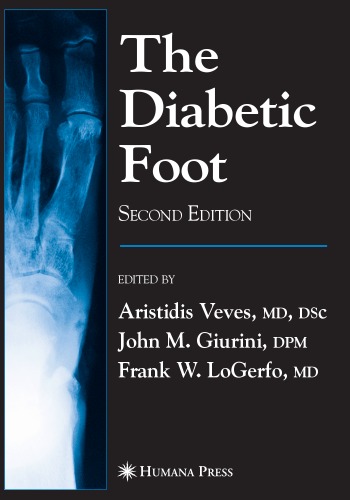 The
Diabetic
Foot
SECOND EDITION
EDITED BY
Aristidis Veves, MD, DSc
John M. Giurini, DPM
Frank W. LoGerfo, MD
HUMANA PRESS